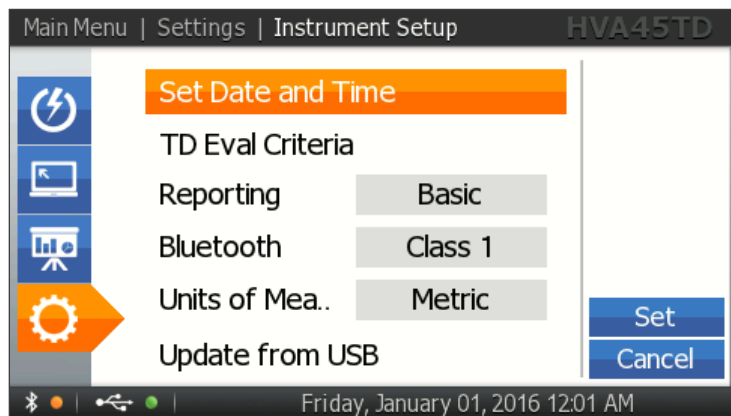 Main Menu | Settings | Instrument Setup HVA45TD
Set Date and Time
TD Eval Criteria
Reporting Basic
Bluetooth Class 1
Units of Mea.. Metric
Set
Update from USB
Cancel
Friday, January 01, 2016 12:01 AM